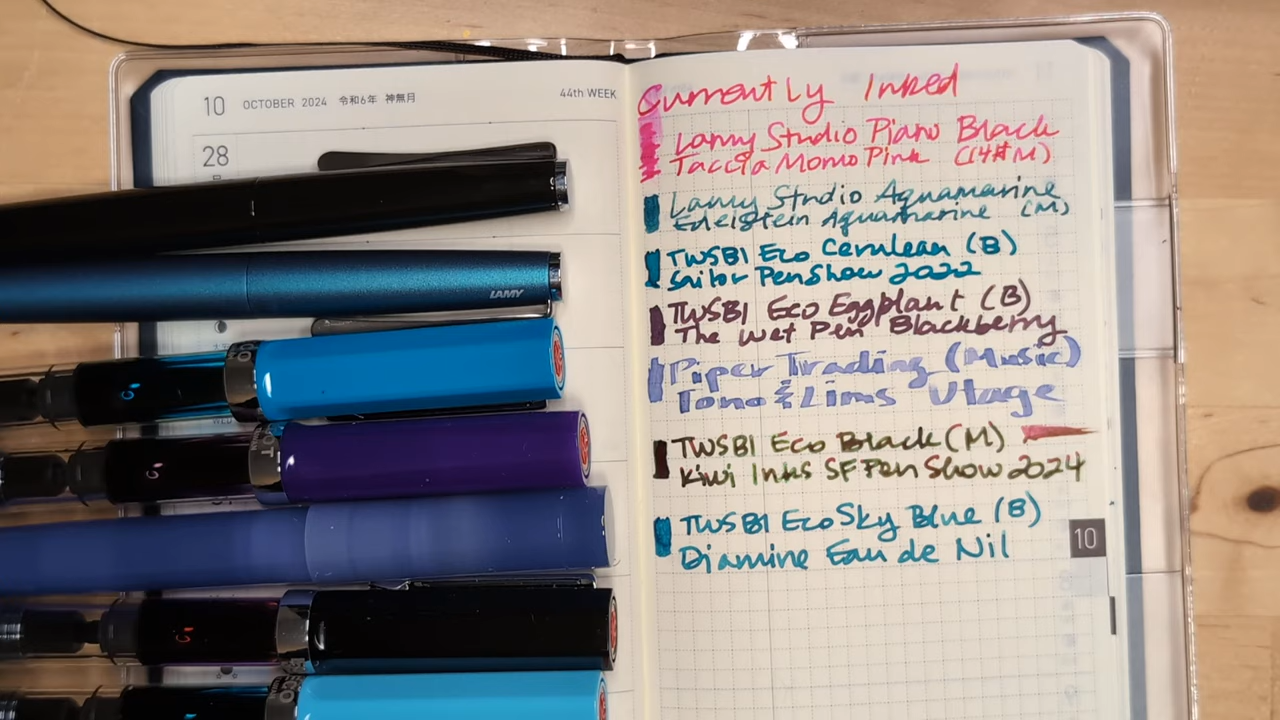 10 OCTOBER 2024 令和6年 神無月
44th WEEK
28
LAMY
Currently Inked
Lamy Studio Piano Black
Taccia Momo Pink (14K M)
Lamy Studio Aquamarine
Edelstein Aquamarine (M)
TWSBI Eco Cerulean (B)
Sailor Pen Show 2022
TWSBI Eco Eggplant (B)
The Wet Pen Blackberry
Piper Trading (Music)
Tono & Lims Utage
TWSBI Eco Black (M)
Kiwi Inks SF Pen Show 2024
TWSBI Eco Sky Blue (B)
Diamine Eau de Nil
10